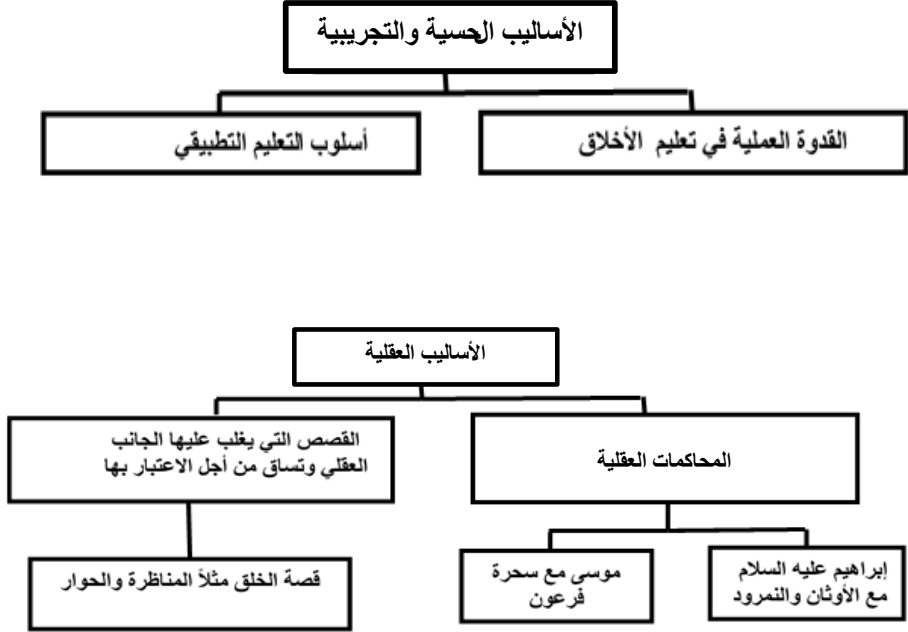 الأساليب الحسية والتجريبية
القدوة العملية في تعليم الأخلاق
أسلوب التعليم التطبيقي
الأساليب العقلية
المحاكمات العقلية
القصص التي يغلب عليها الجانب
العقلي وتساق من أجل الاعتبار بها
إبراهيم عليه السلام
مع الأوثان والنمرود
موسى مع سحرة
فرعون
قصة الخلق مثلاً المناظرة والحوار